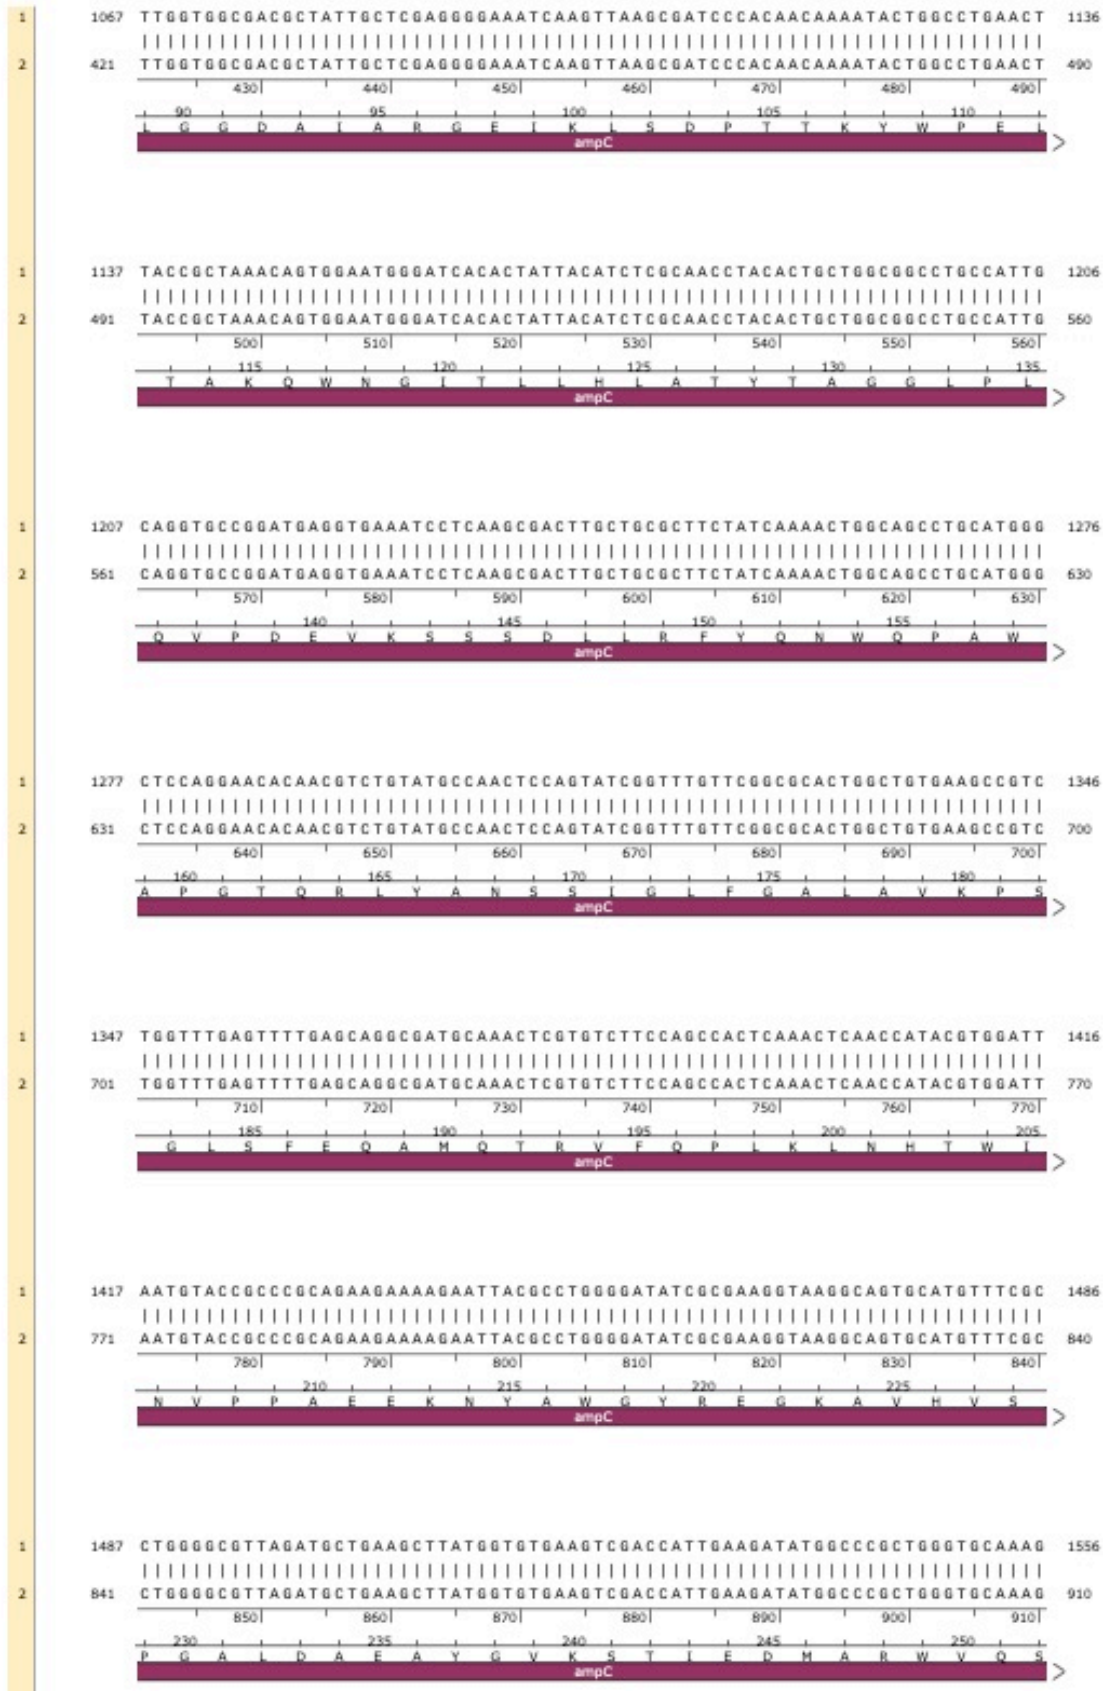 1 1067 TTGGTGGCGACGCTATTGCTCGAGGGGAAATCAAGTTAAGCGATCCCACAACAAAATACTGGCCTGAACT 1136
2 421 TTGGTGGCGACGCTATTGCTCGAGGGGAAATCAAGTTAAGCGATCCCACAACAAAATACTGGCCTGAACT 490
430 440 450 460 470 480 490
90 95 100 105 110
L G G D A I A R G E I K L S D P T T K Y W P E L
ampC
1 1137 TACCGCTAAACAGTGGAATGGGATCACACTATTACATCTCGCAACCTACACTGCTGGCGGCCTGCCATTG 1206
2 491 TACCGCTAAACAGTGGAATGGGATCACACTATTACATCTCGCAACCTACACTGCTGGCGGCCTGCCATTG 560
500 510 520 530 540 550 560
115 120 125 130 135
T A K Q W N G I T L L H L A T Y T A G G L P L
ampC
1 1207 CAGGTGCCGGATGAGGTGAAATCCTCAAGCGACTTGCTGCGCTTCTATCAAAACTGGCAGCCTGCATGGG 1276
2 561 CAGGTGCCGGATGAGGTGAAATCCTCAAGCGACTTGCTGCGCTTCTATCAAAACTGGCAGCCTGCATGGG 630
570 580 590 600 610 620 630
140 145 150 155
Q V P D E V K S S S D L L R F Y Q N W Q P A W
ampC
1 1277 CTCCAGGAACACAACGTCTGTATGCCAACTCCAGTATCGGTTTGTTCGGCGCACTGGCTGTGAAGCCGTC 1346
2 631 CTCCAGGAACACAACGTCTGTATGCCAACTCCAGTATCGGTTTGTTCGGCGCACTGGCTGTGAAGCCGTC 700
640 650 660 670 680 690 700
160 165 170 175 180
A P G T Q R L Y A N S S I G L F G A L A V K P S
ampC
1 1347 TGGTTTGAGTTTTGAGCAGGCGATGCAAACTCGTGTCTTCCAGCCACTCAAACTCAACCATACGTGGATT 1416
2 701 TGGTTTGAGTTTTGAGCAGGCGATGCAAACTCGTGTCTTCCAGCCACTCAAACTCAACCATACGTGGATT 770
710 720 730 740 750 760 770
185 190 195 200 205
G L S F E Q A M Q T R V F Q P L K L N H T W I
ampC
1 1417 AATGTACCGCCCGCAGAAGAAAAGAATTACGCCTGGGGATATCGCGAAGGTAAGGCAGTGCATGTTTCGC 1486
2 771 AATGTACCGCCCGCAGAAGAAAAGAATTACGCCTGGGGATATCGCGAAGGTAAGGCAGTGCATGTTTCGC 840
780 790 800 810 820 830 840
210 215 220 225
N V P P A E E K N Y A W G Y R E G K A V H V S
ampC
1 1487 CTGGGGCGTTAGATGCTGAAGCTTATGGTGTGAAGTCGACCATTGAAGATATGGCCCGCTGGGTGCAAAG 1556
2 841 CTGGGGCGTTAGATGCTGAAGCTTATGGTGTGAAGTCGACCATTGAAGATATGGCCCGCTGGGTGCAAAG 910
850 860 870 880 890 900 910
230 235 240 245 250
P G A L D A E A Y G V K S T I E D M A R W V Q S
ampC